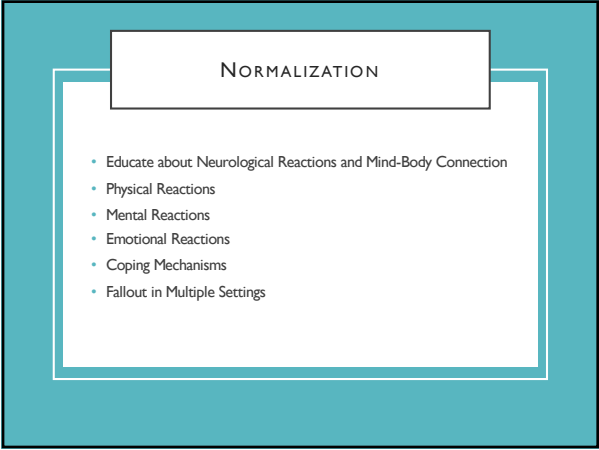 NORMALIZATION
• Educate about Neurological Reactions and Mind-Body Connection
• Physical Reactions
• Mental Reactions
• Emotional Reactions
• Coping Mechanisms
• Fallout in Multiple Settings